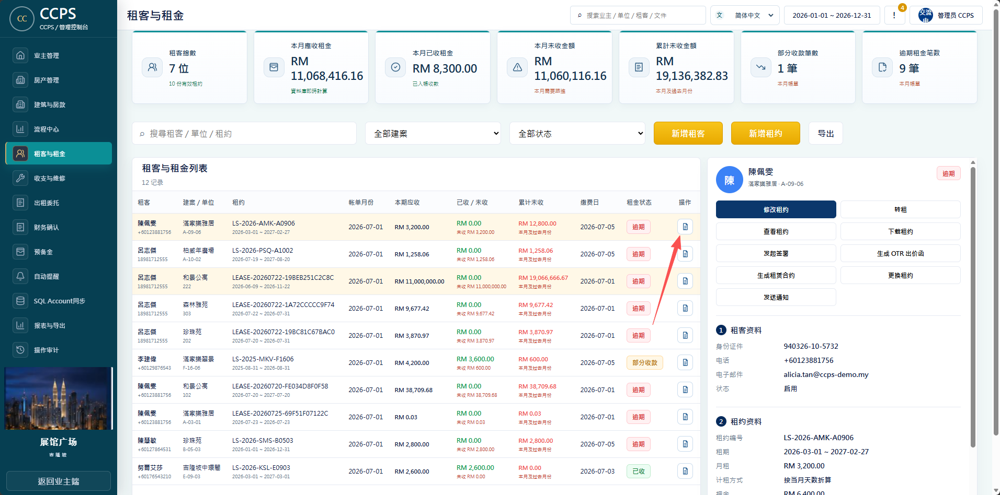 CC
CCPS
CCPS / 管理控制台
业主管理
房产管理
建筑与房款
流程中心
租客与租金
收支与维修
出租委托
财务确认
预备金
自动提醒
SQL Account同步
报表与导出
操作审计
展馆广场
吉隆坡
返回业主端
租客与租金
搜索业主 / 单位 / 租客 / 文件
文 简体中文
2026-01-01 ~ 2026-12-31
! 4
交流电 管理员 CCPS
租客總數
7 位
10 份有效租約
本月應收租金
RM
11,068,416.16
資料庫即時計算
本月已收租金
RM 8,300.00
已入帳收款
本月未收金額
RM
11,060,116.16
本月需要跟進
累計未收金額
RM
19,136,382.83
本月及過去月份
部分收款筆數
1 筆
本月帳單
逾期租金笔数
9 筆
本月帳單
搜尋租客 / 單位 / 租約
全部建案
全部状态
新增租客
新增租约
导出
租客与租金列表
12 记录
租客 建案 / 单位 租约 帐单月份 本期应收 已收 / 未收 累计未收 缴费日 租金状态 操作
陳佩雯 滿家樂雅居 LS-2026-AMK-A0906 2026-07-01 RM 3,200.00 RM 0.00 RM 12,800.00 2026-07-05 逾期
+60123881756 A-09-06 2026-03-01 ~ 2027-02-27 未收 RM 3,200.00 本月及过去月份
呂志傑 柏威年廣場 LS-2026-PSQ-A1002 2026-07-01 RM 1,258.06 RM 0.00 RM 1,258.06 2026-07-05 逾期
18981712555 A-10-02 2026-07-19 ~ 2027-08-20 未收 RM 1,258.06 本月及过去月份
呂志傑 和景公寓 LEASE-20260722-19BEB251C2C8C 2026-07-01 RM 11,000,000.00 RM 0.00 RM 19,066,666.67 2026-07-01 逾期
18981712555 222 2026-06-09 ~ 2026-11-22 未收 RM 11,000,000.00 本月及过去月份
呂志傑 森林雅苑 LEASE-20260722-1A72CCCCC9F74 2026-07-01 RM 9,677.42 RM 0.00 RM 9,677.42 2026-07-01 逾期
18981712555 303 2026-07-22 ~ 2026-07-31 未收 RM 9,677.42 本月及过去月份
呂志傑 珍珠苑 LEASE-20260722-19BC81C67BAC0 2026-07-01 RM 3,870.97 RM 0.00 RM 3,870.97 2026-07-01 逾期
18981712555 202 2026-07-20 ~ 2026-07-31 未收 RM 3,870.97 本月及过去月份
李建偉 滿家樂翠景 LS-2025-MKV-F1606 2026-07-01 RM 4,200.00 RM 3,600.00 RM 600.00 2026-07-05 部分收款
+60129876543 F-16-06 2025-08-31 ~ 2026-08-31 未收 RM 600.00 本月及过去月份
陳佩雯 和景公寓 LEASE-20260720-FE034D8F0F58 2026-07-01 RM 38,709.68 RM 0.00 RM 38,709.68 2026-07-01 逾期
+60123881756 102 2026-07-20 ~ 2027-07-20 未收 RM 38,709.68 本月及过去月份
陳佩雯 滿家樂雅居 LEASE-20260725-69F51F07122C 2026-07-01 RM 0.03 RM 0.00 RM 0.03 2026-07-01 逾期
+60123881756 A-03-01 2026-07-23 ~ 2026-07-23 未收 RM 0.03 本月及过去月份
陳慧敏 珍珠苑 LS-2026-SMS-B0503 2026-07-01 RM 2,800.00 RM 0.00 RM 2,800.00 2026-07-05 逾期
+60127864531 B-05-03 2026-01-01 ~ 2026-12-31 未收 RM 2,800.00 本月及过去月份
努爾艾莎 吉隆坡中環閣 LS-2026-KSL-E0903 2026-07-01 RM 2,600.00 RM 2,600.00 RM 0.00 2026-07-03 已收
+60176543210 E-09-03 2026-03-01 ~ 2027-03-01 未收 RM 0.00 本月及过去月份
陳 陳佩雯 逾期
滿家樂雅居 · A-09-06
修改租约 转租
查看租约 下载租约
发起签署 生成 OTR 出价函
生成租赁合约 更换租约
发送通知
1 租客资料
身份证件 940326-10-5732
电话 +60123881756
电子邮件 alicia.tan@ccps-demo.my
状态 启用
2 租约资料
租约编号 LS-2026-AMK-A0906
租期 2026-03-01 ~ 2027-02-27
月租 RM 3,200.00
计租方式 按当月天数折算
押金 RM 6,400.00